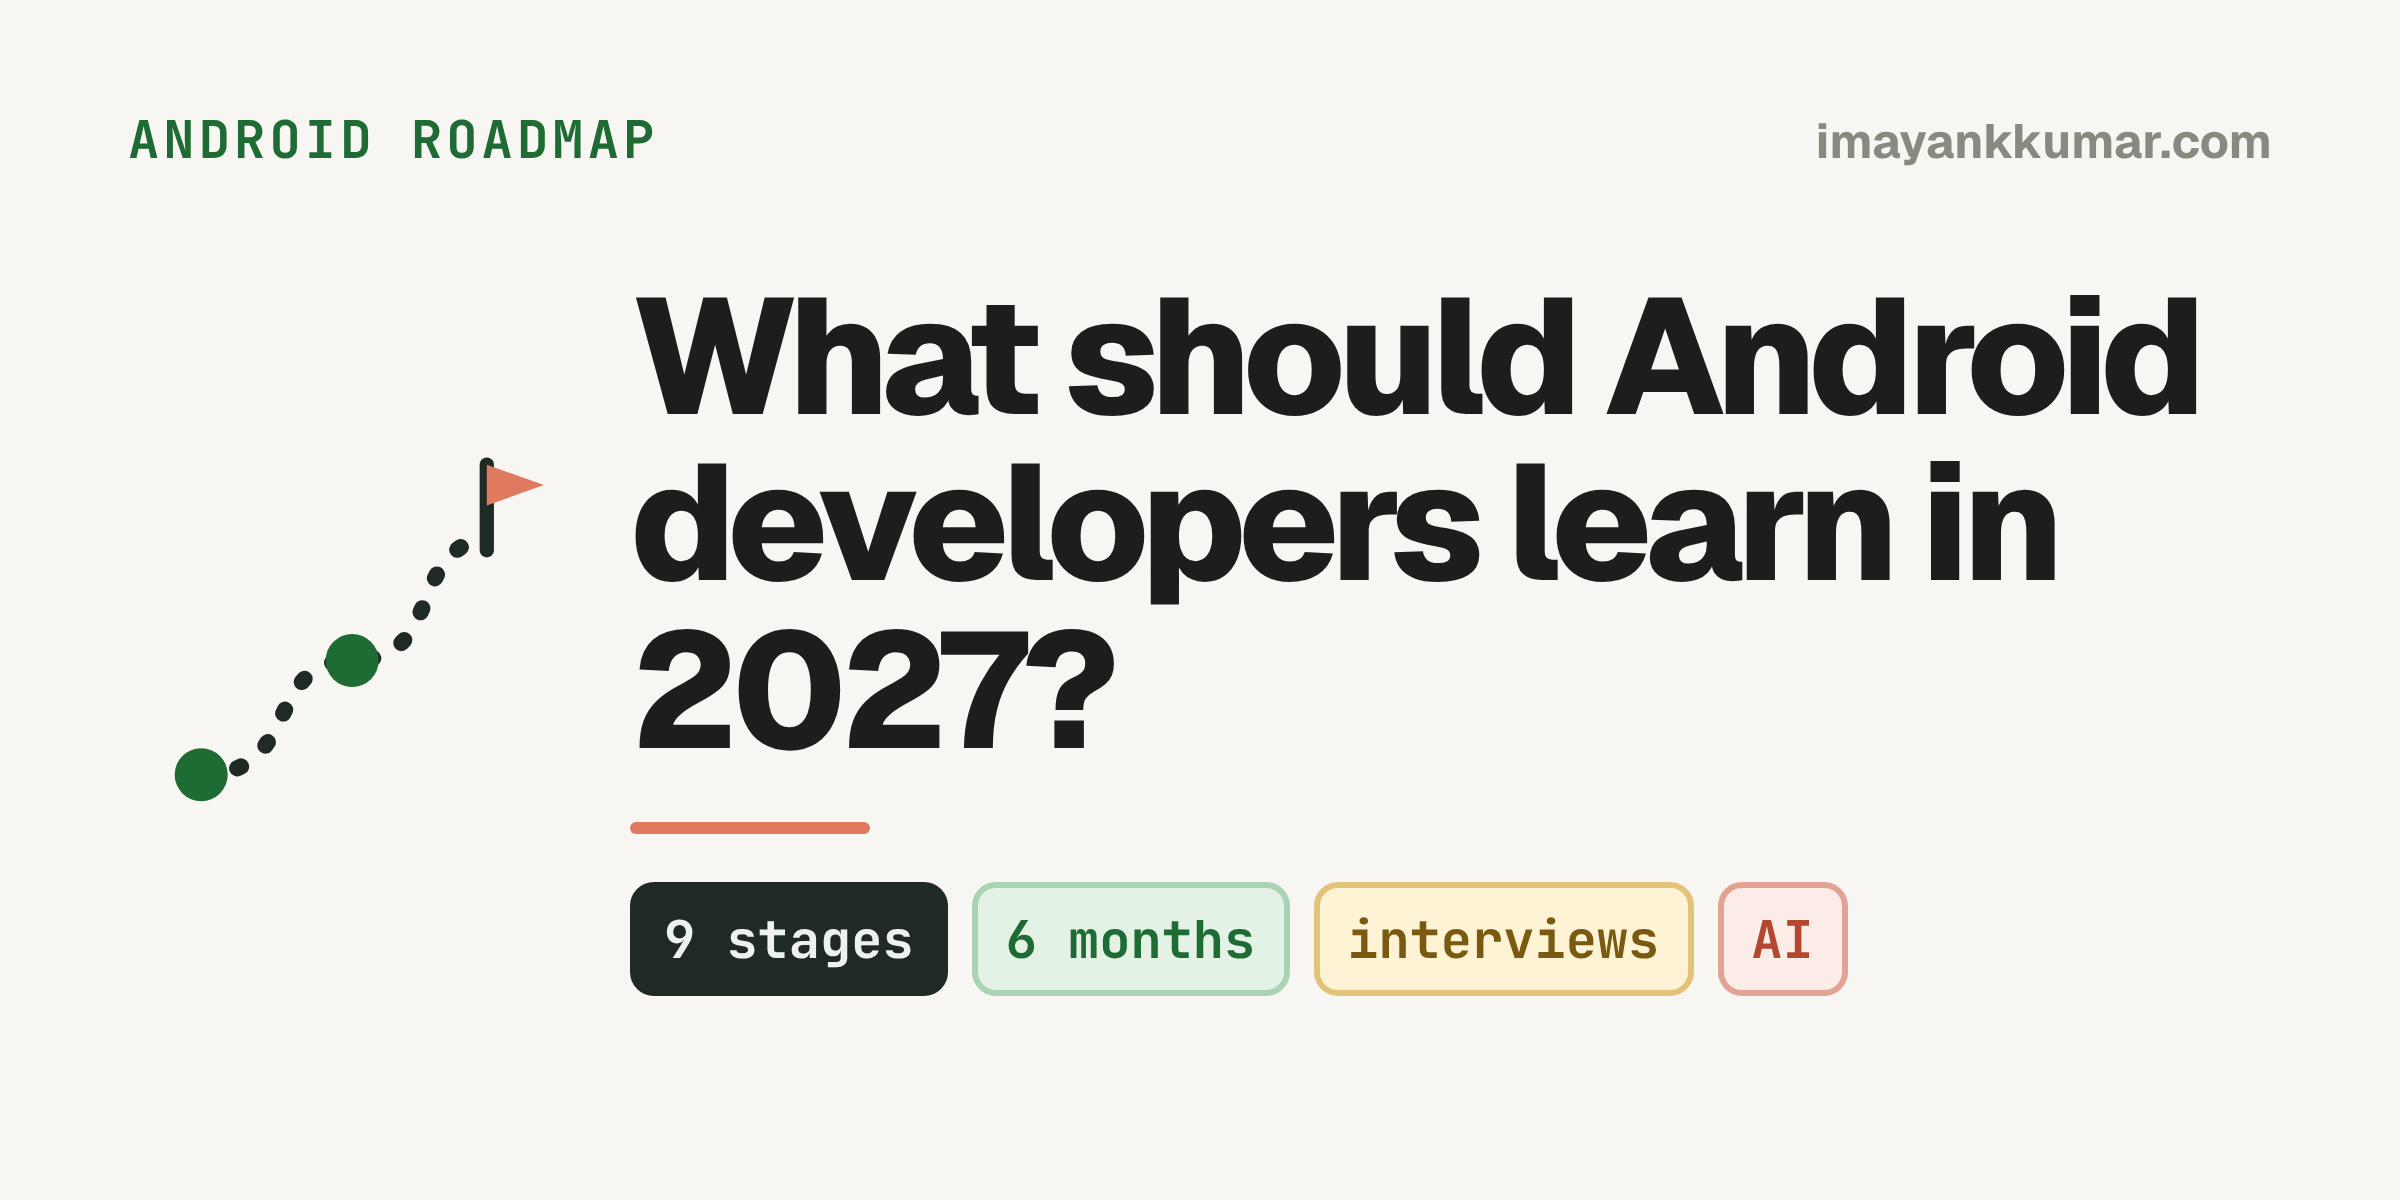 ANDROID ROADMAP
imayankkumar.com
What should Android
developers learn in
2027?
9 stages
6 months
interviews
AI